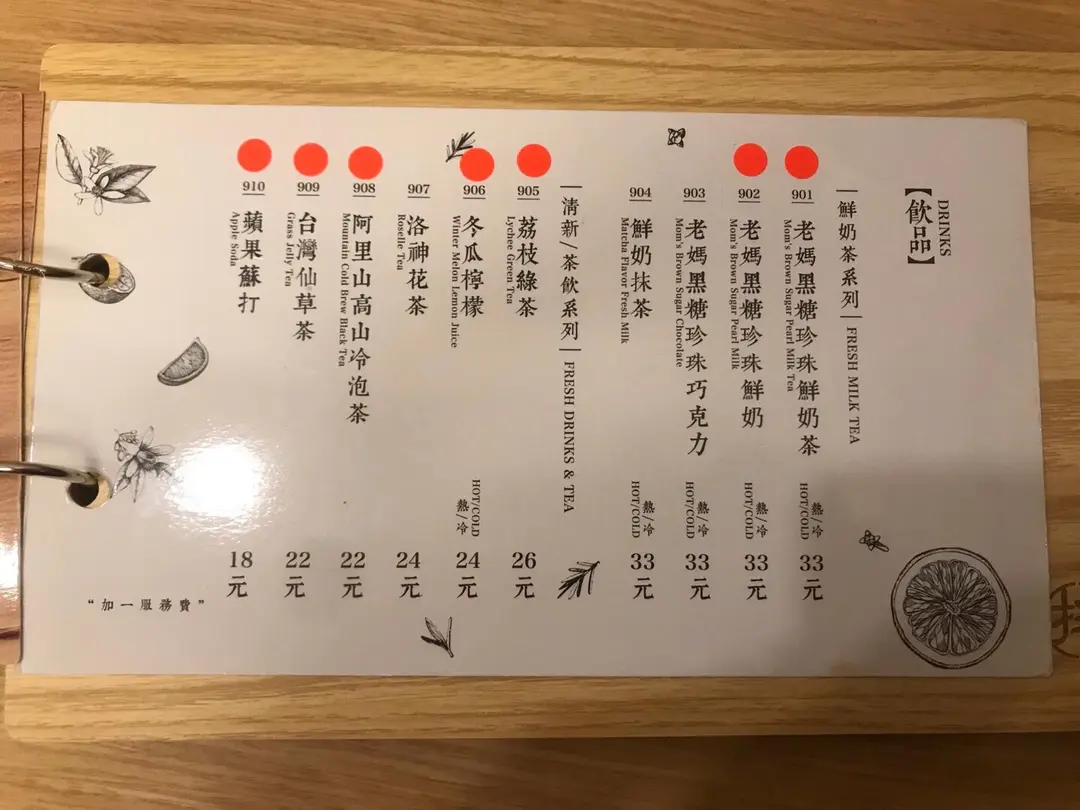 DRINKS
【飲品】
鮮奶茶系列 FRESH MILK TEA
901 老媽黑糖珍珠鮮奶茶 熱/冷 33元
Mom's Brown Sugar Pearl Milk Tea HOT/COLD
902 老媽黑糖珍珠鮮奶 熱/冷 33元
Mom's Brown Sugar Pearl Milk HOT/COLD
903 老媽黑糖珍珠巧克力 熱/冷 33元
Mom's Brown Sugar Chocolate HOT/COLD
904 鮮奶抹茶 熱/冷 33元
Matcha Flavor Fresh Milk HOT/COLD
清新/茶飲系列 FRESH DRINKS & TEA
905 荔枝綠茶 26元
Lychee Green Tea
906 冬瓜檸檬 HOT/COLD 24元
Winter Melon Lemon Juice 熱/冷
907 洛神花茶 24元
Roselle Tea
908 阿里山高山冷泡茶 22元
Mountain Cold Brew Black Tea
909 台灣仙草茶 22元
Grass Jelly Tea
910 蘋果蘇打 18元
Apple Soda
“加一服務費”